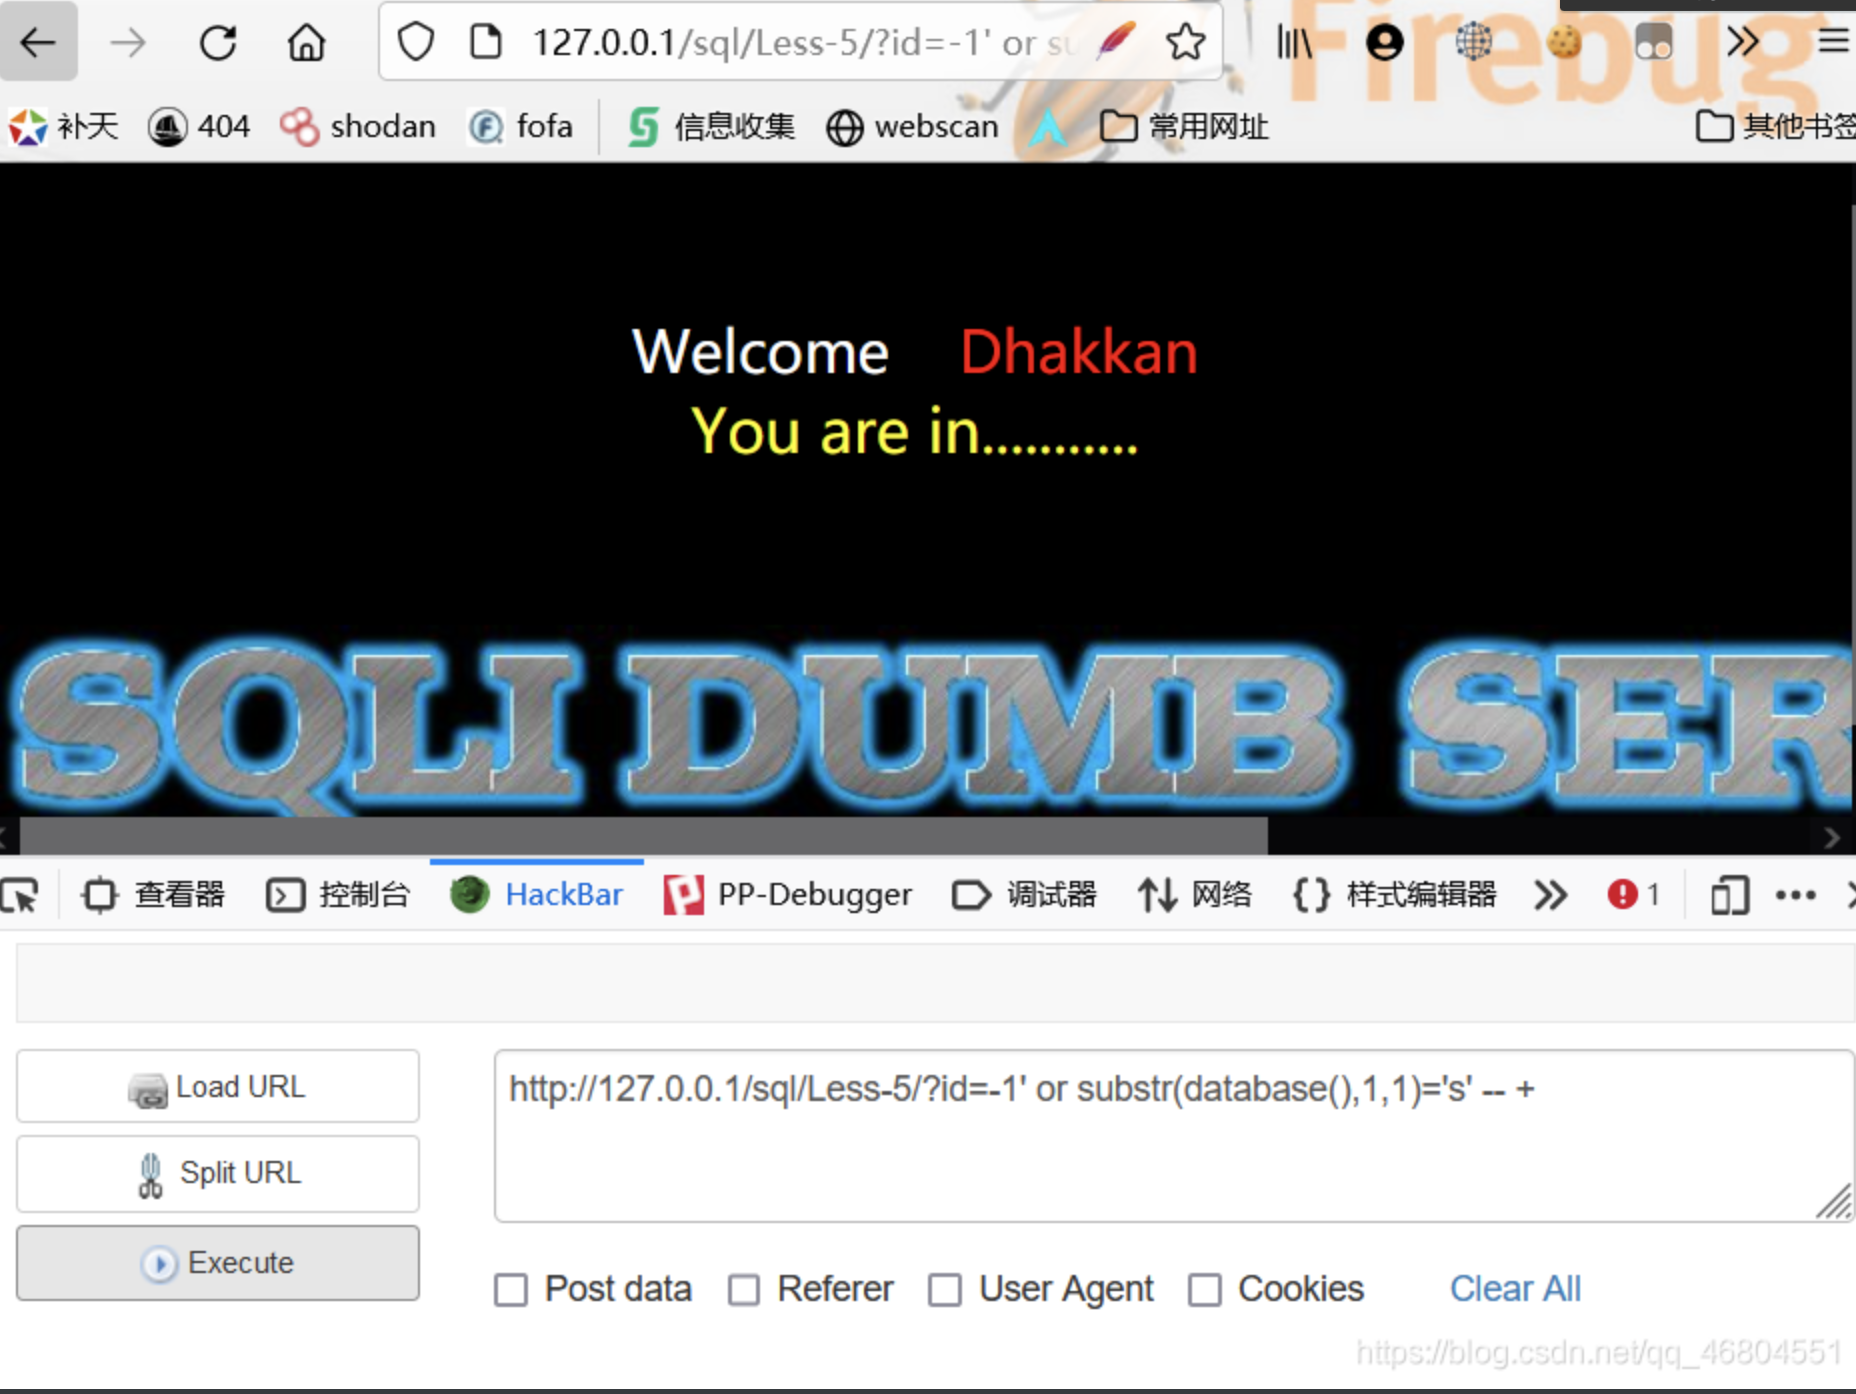 127.0.0.1/sql/Less-5/?id=-1' or su
Firebug
补天 404 shodan fofa 信息收集 webscan 常用网址 其他书签
Welcome Dhakkan
You are in...........
SQLI DUMB SER
查看器 控制台 HackBar PP-Debugger 调试器 网络 样式编辑器 1
Load URL
http://127.0.0.1/sql/Less-5/?id=-1' or substr(database(),1,1)='s' -- +
Split URL
Execute
Post data Referer User Agent Cookies Clear All
https://blog.csdn.net/qq_46804551